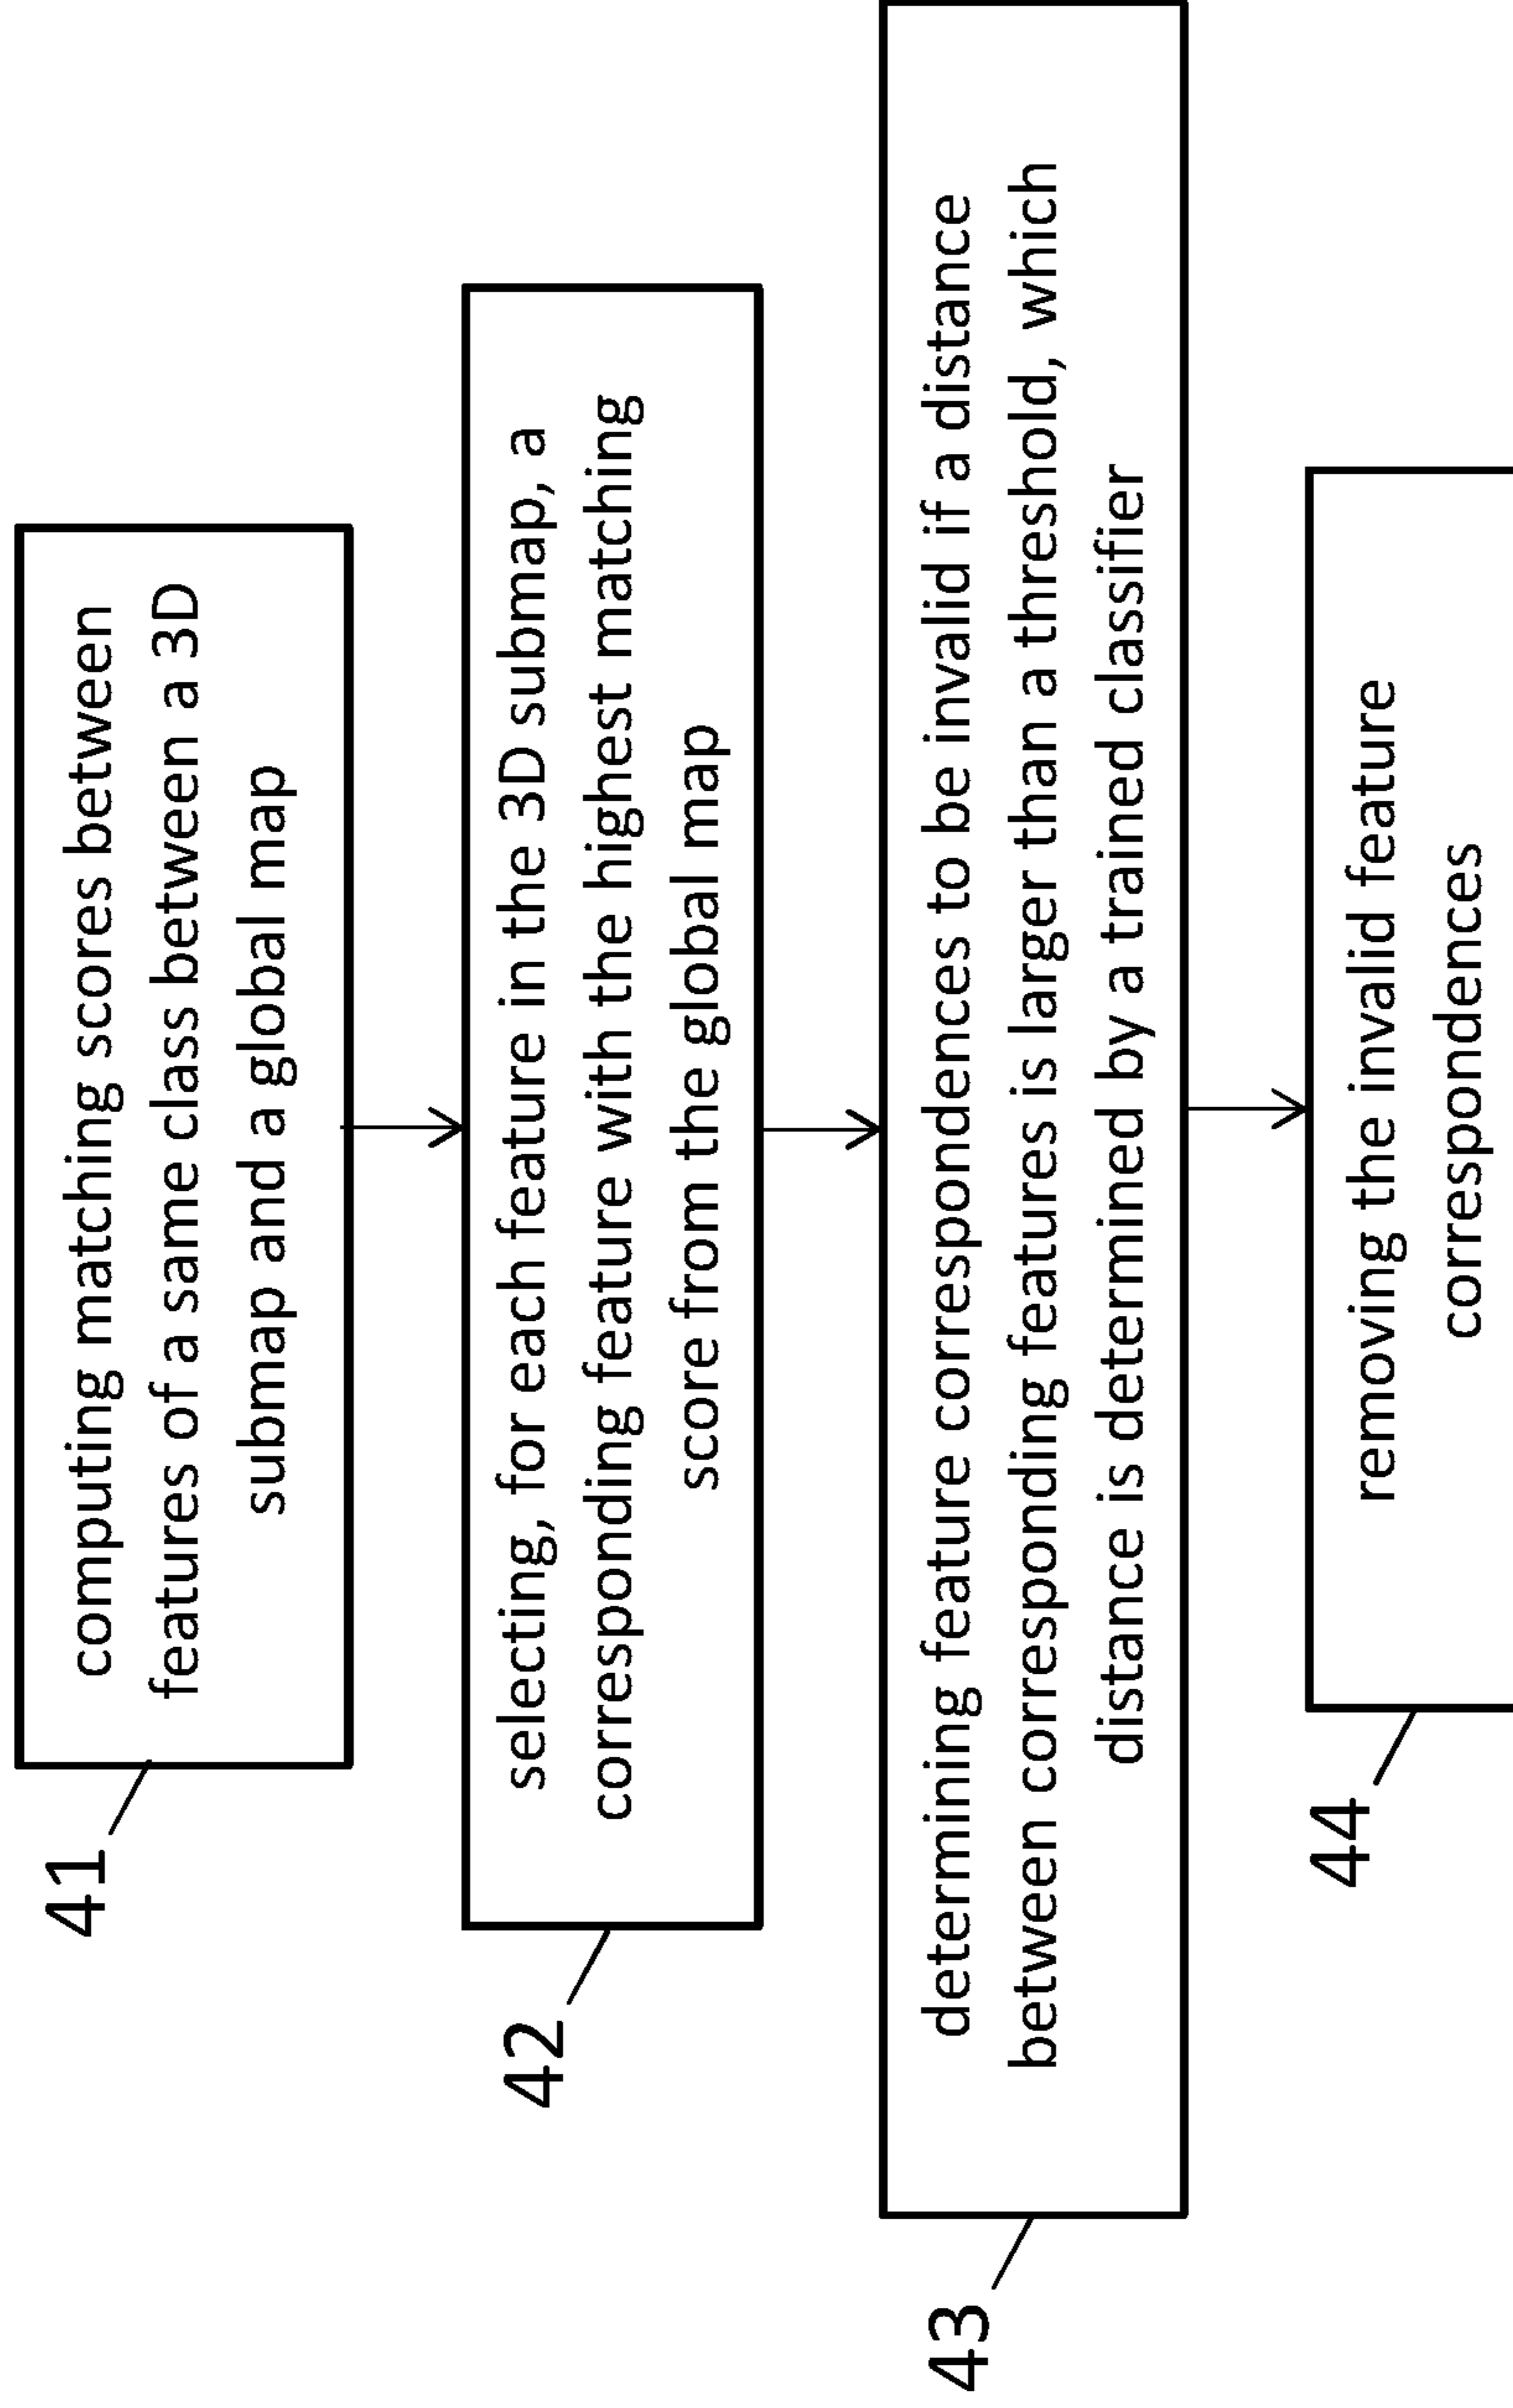 41
computing matching scores between
features of a same class between a 3D
submap and a global map
42
selecting, for each feature in the 3D submap, a
corresponding feature with the highest matching
score from the global map
43
determining feature correspondences to be invalid if a distance
between corresponding features is larger than a threshold, which
distance is determined by a trained classifier
44
removing the invalid feature
correspondences